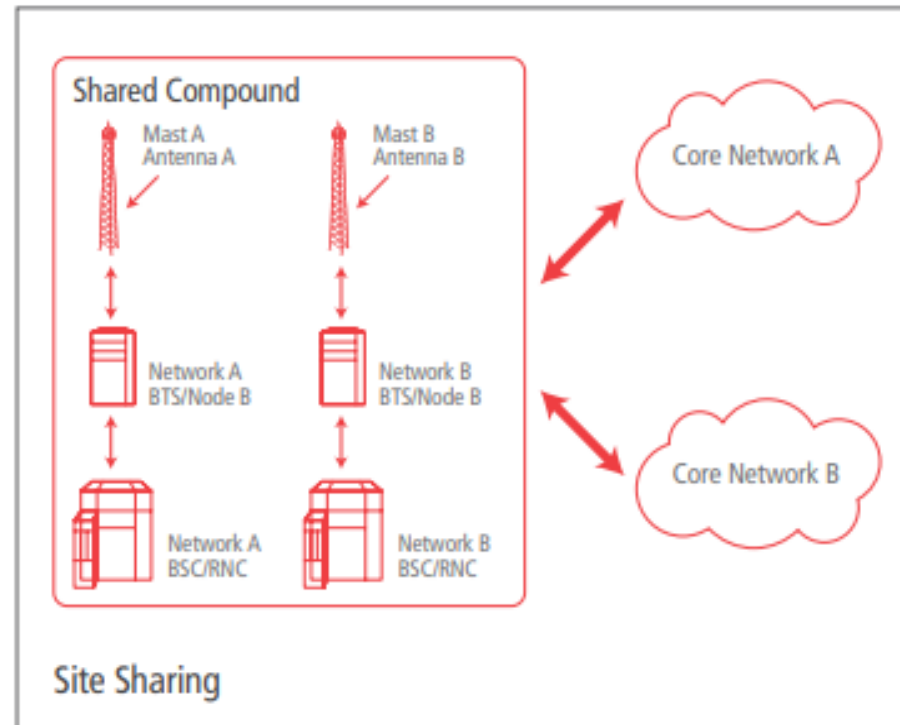 Shared Compound
Mast A
Antenna A
Mast B
Antenna B
Network A
BTS/Node B
Network B
BTS/Node B
Network A
BSC/RNC
Network B
BSC/RNC
Core Network A
Core Network B
Site Sharing